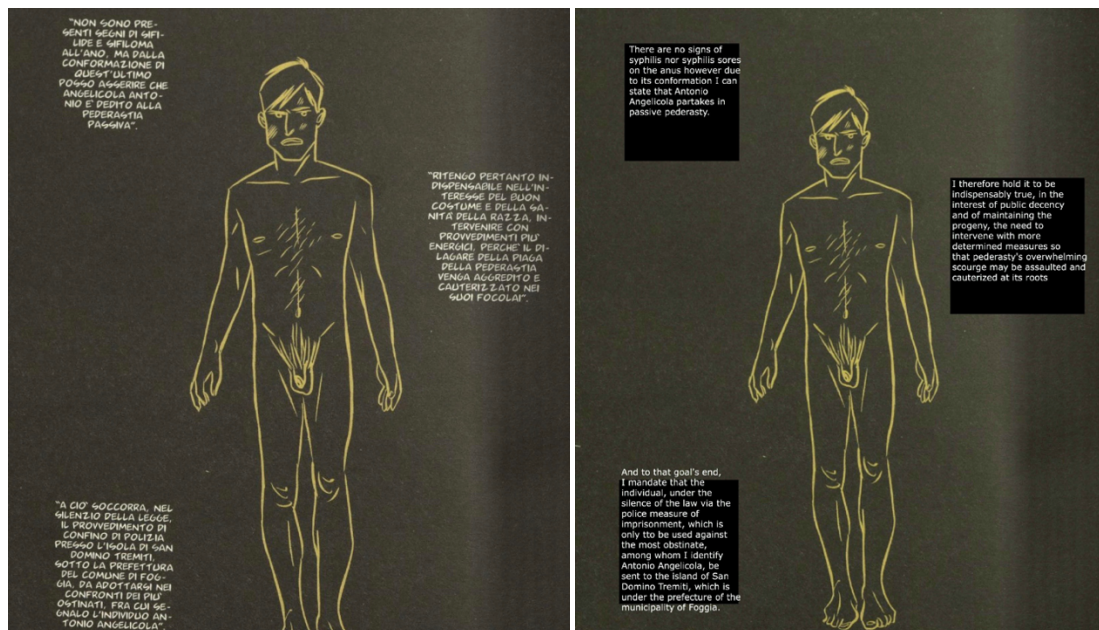 "NON SONO PRE-
SENTI SEGNI DI SIFI-
LIDE E SIFILOMA
ALL'ANO, MA DALLA
CONFORMAZIONE DI
QUEST'ULTIMO
POSSO ASSERIRE CHE
ANGELICOLA ANTO-
NIO E' DEDITO ALLA
PEDERASTIA
PASSIVA".
"RITENGO PERTANTO IN-
DISPENSABILE NELL'IN-
TERESSE DEL BUON
COSTUME E DELLA SA-
NITÀ DELLA RAZZA, IN-
TERVENIRE CON
PROVVEDIMENTI PIU'
ENERGICI, PERCHE' IL DI-
LAGARE DELLA PIAGA
DELLA PEDERASTIA
VENGA AGGREDITO E
CAUTERIZZATO NEI
SUOI FOCOLAI".
"A CIO' SOCCORRA, NEL
SILENZIO DELLA LEGGE,
IL PROVVEDIMENTO DI
CONFINO DI POLIZIA
PRESSO L'ISOLA DI SAN
DOMINO TREMITI,
SOTTO LA PREFETTURA
DEL COMUNE DI FOG-
GIA, DA ADOTTARSI NEI
CONFRONTI DEI PIU'
OSTINATI, FRA CUI SE-
GNALO L'INDIVIDUO AN-
TONIO ANGELICOLA".
There are no signs of
syphilis nor syphilis sores
on the anus however due
to its conformation I can
state that Antonio
Angelicola partakes in
passive pederasty.
I therefore hold it to be
indispensably true, in the
interest of public decency
and of maintaining the
progeny, the need to
intervene with more
determined measures so
that pederasty's overwhelming
scourge may be assaulted and
cauterized at its roots
And to that goal's end,
I mandate that the
individual, under the
silence of the law via the
police measure of
imprisonment, which is
only tto be used against
the most obstinate,
among whom I identify
Antonio Angelicola, be
sent to the island of San
Domino Tremiti, which is
under the prefecture of the
municipality of Foggia.